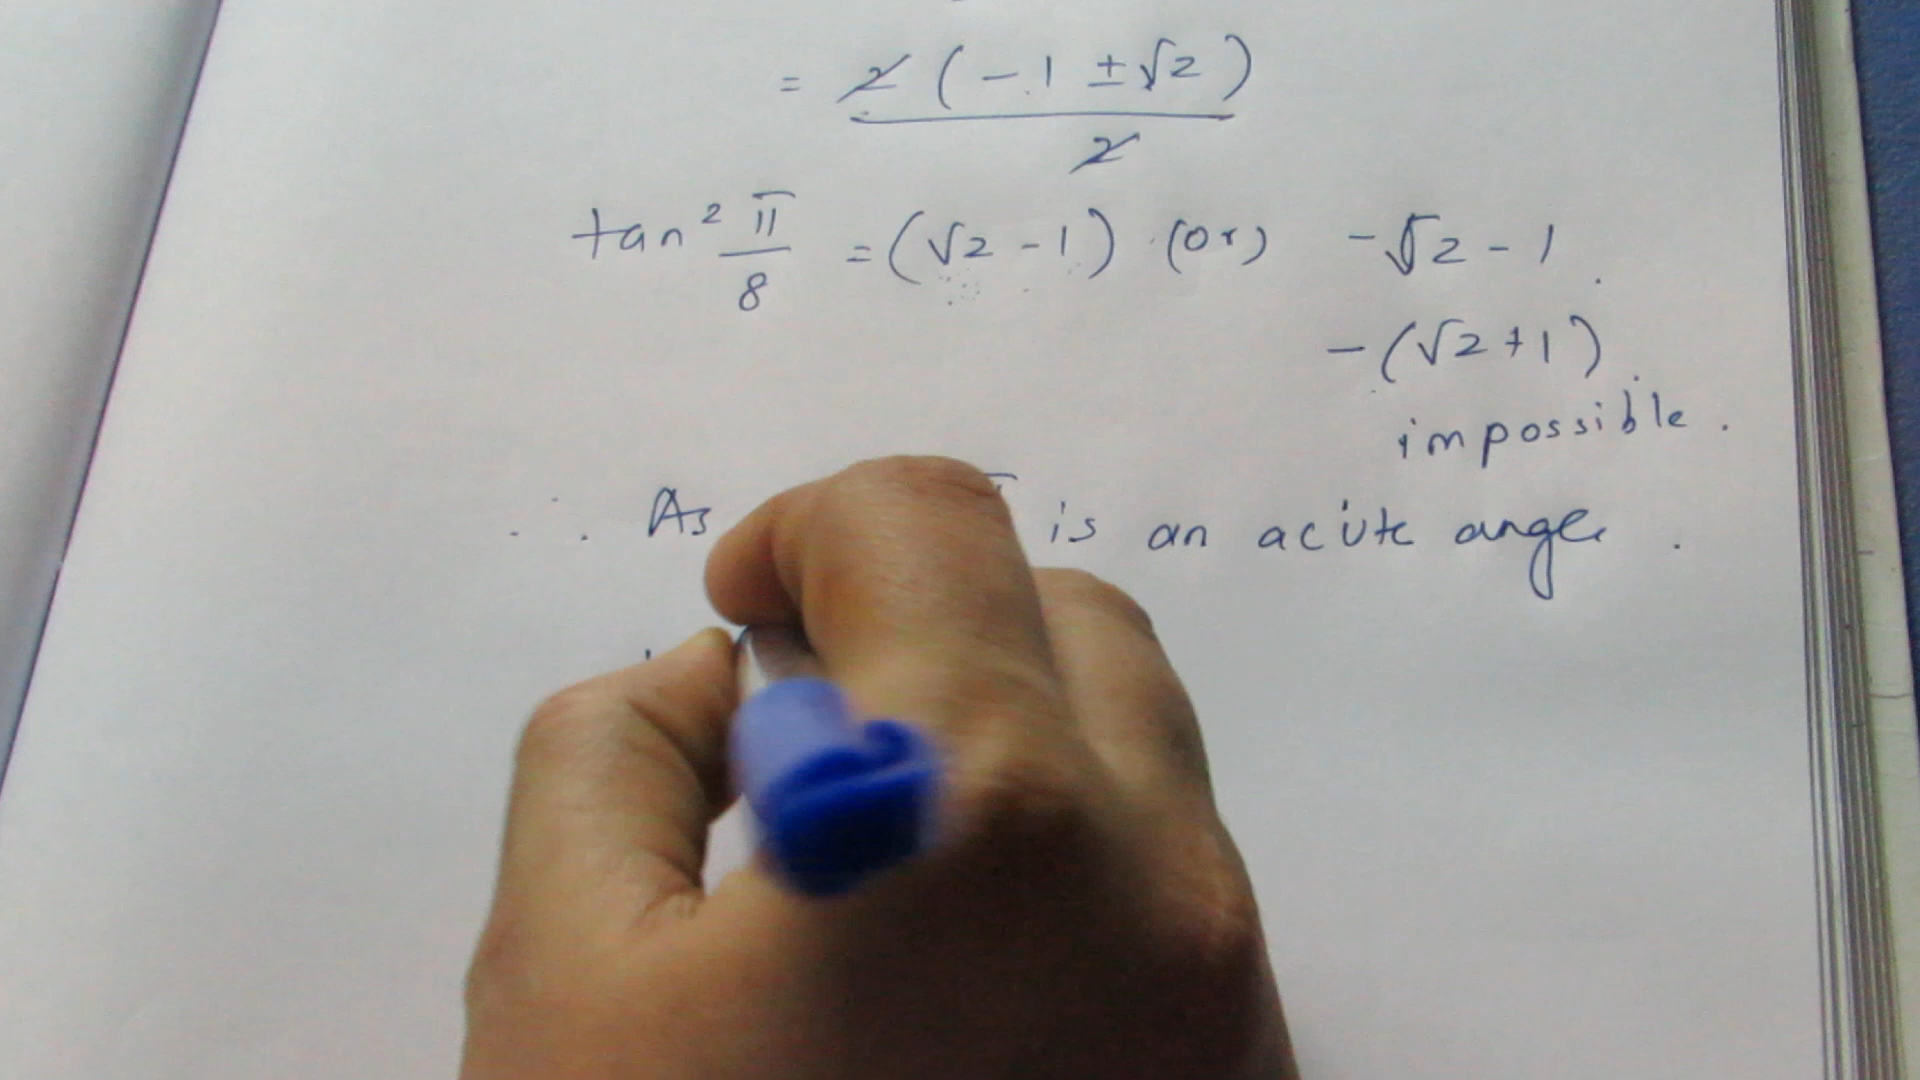 = 2 ( - 1 ± √2 )
2
tan² π/8 = ( √2 - 1 ) (or) - √2 - 1 .
- ( √2 + 1 )
impossible .
∴ As is an acute angle .